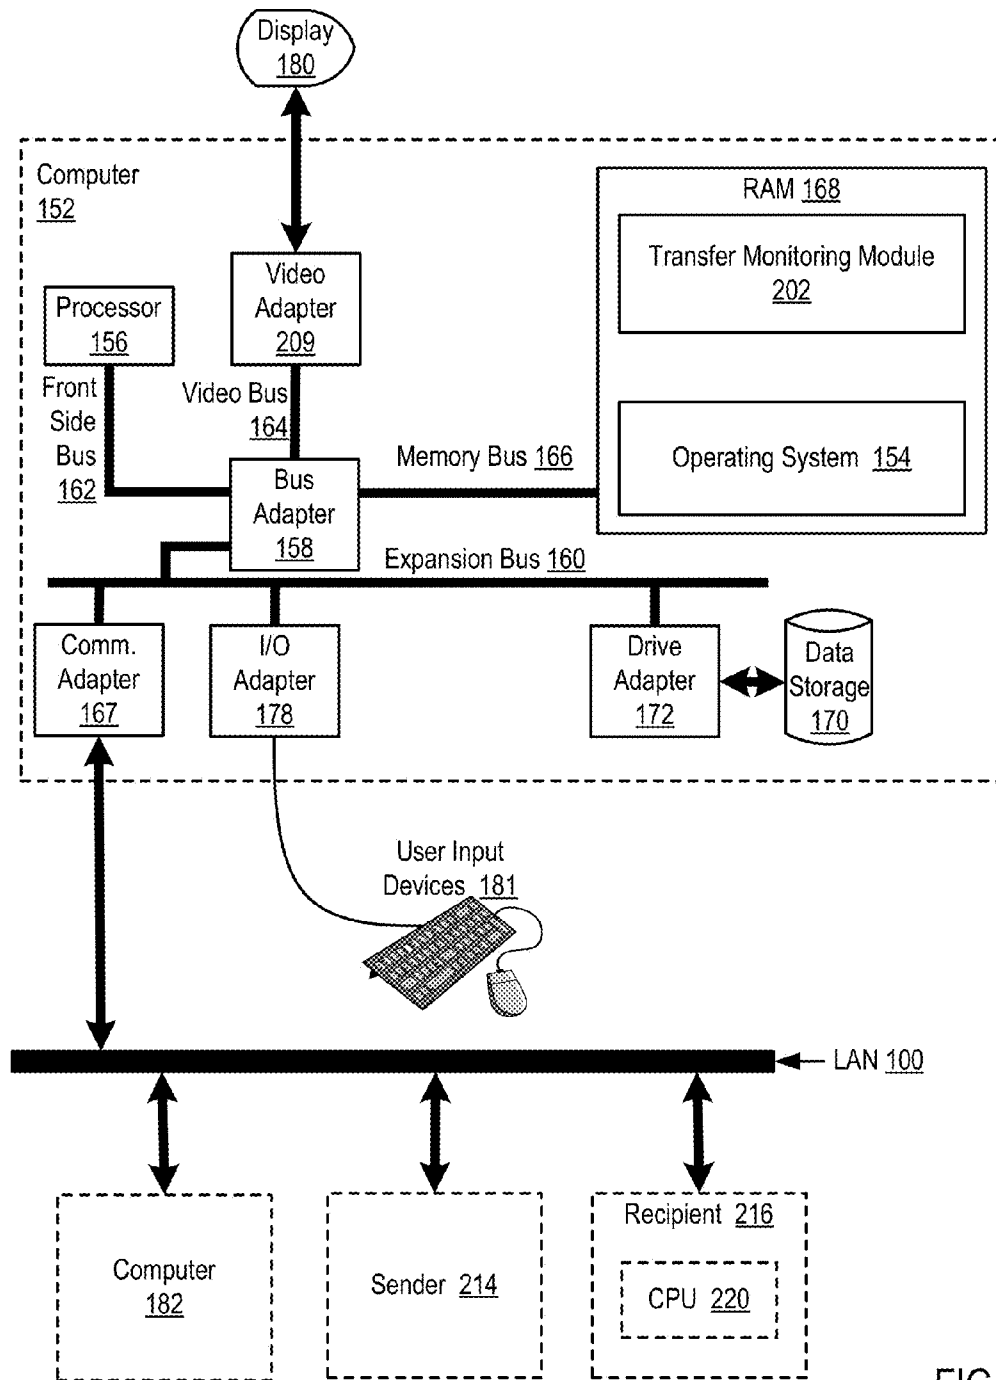 Display
180
Computer
152
RAM 168
Transfer Monitoring Module
202
Video
Adapter
209
Processor
156
Front
Side
Bus
162
Video Bus
164
Memory Bus 166
Operating System 154
Bus
Adapter
158
Expansion Bus 160
Comm.
Adapter
167
I/O
Adapter
178
Drive
Adapter
172
Data
Storage
170
User Input
Devices 181
LAN 100
Computer
182
Sender 214
Recipient 216
CPU 220
FIG